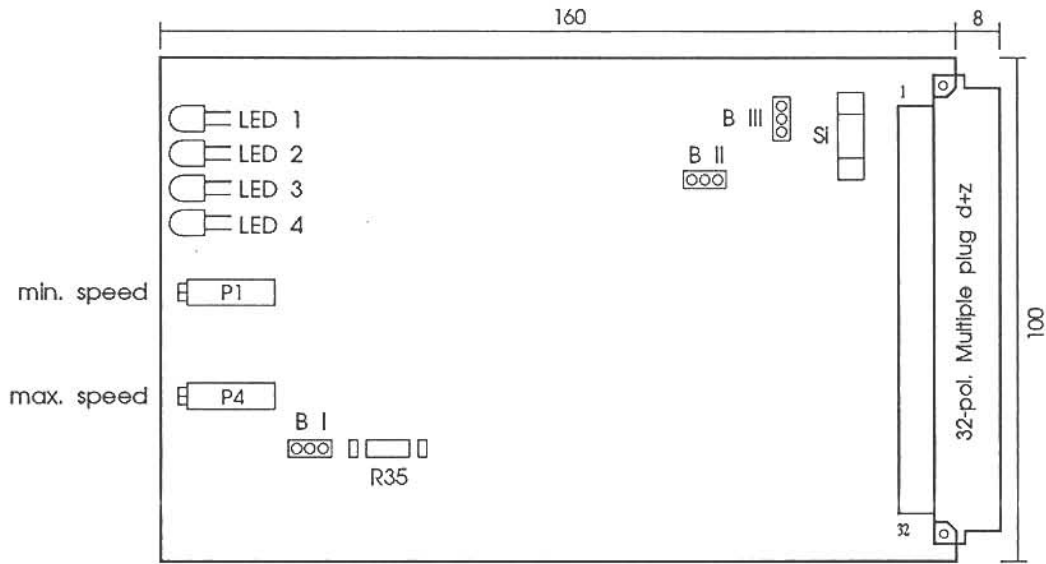 160
8
LED 1
LED 2
LED 3
LED 4
B III
Si
B II
1
min. speed
P1
max. speed
P4
B I
R35
32-pol. Multiple plug d+z
32
100